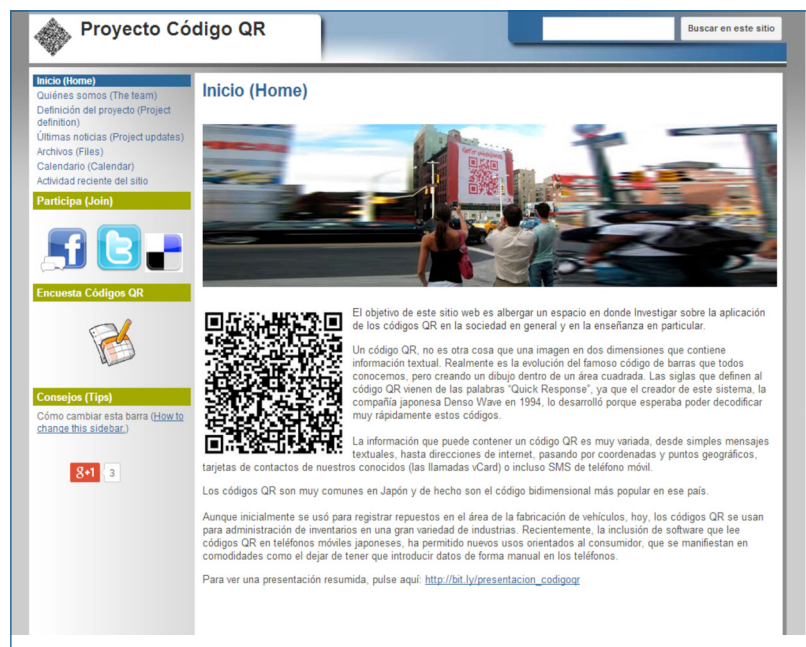 Proyecto Código QR
Buscar en este sitio
Inicio (Home)
Quiénes somos (The team)
Definición del proyecto (Project
definition)
Últimas noticias (Project updates)
Archivos (Files)
Calendario (Calendar)
Actividad reciente del sitio
Participa (Join)
Encuesta Códigos QR
Consejos (Tips)
Cómo cambiar esta barra (How to
change this sidebar.)
g+1 3
Inicio (Home)
El objetivo de este sitio web es albergar un espacio en donde Investigar sobre la aplicación
de los códigos QR en la sociedad en general y en la enseñanza en particular.
Un código QR, no es otra cosa que una imagen en dos dimensiones que contiene
información textual. Realmente es la evolución del famoso código de barras que todos
conocemos, pero creando un dibujo dentro de un área cuadrada. Las siglas que definen al
código QR vienen de las palabras “Quick Response”, ya que el creador de este sistema, la
compañía japonesa Denso Wave en 1994, lo desarrolló porque esperaba poder decodificar
muy rápidamente estos códigos.
La información que puede contener un código QR es muy variada, desde simples mensajes
textuales, hasta direcciones de internet, pasando por coordenadas y puntos geográficos,
tarjetas de contactos de nuestros conocidos (las llamadas vCard) o incluso SMS de teléfono móvil.
Los códigos QR son muy comunes en Japón y de hecho son el código bidimensional más popular en ese país.
Aunque inicialmente se usó para registrar repuestos en el área de la fabricación de vehículos, hoy, los códigos QR se usan
para administración de inventarios en una gran variedad de industrias. Recientemente, la inclusión de software que lee
códigos QR en teléfonos móviles japoneses, ha permitido nuevos usos orientados al consumidor, que se manifiestan en
comodidades como el dejar de tener que introducir datos de forma manual en los teléfonos.
Para ver una presentación resumida, pulse aquí: http://bit.ly/presentacion_codigoqr